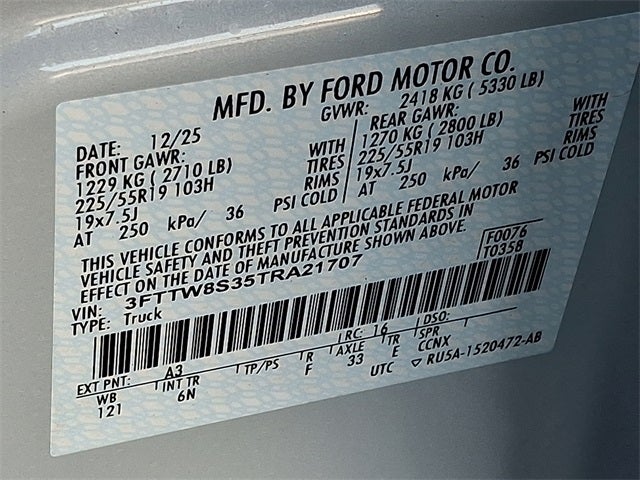 MFD. BY FORD MOTOR CO.
DATE: 12/25 GVWR: 2418 KG ( 5330 LB)
FRONT GAWR: REAR GAWR:
1229 KG ( 2710 LB) WITH 1270 KG ( 2800 LB) WITH
225/55R19 103H TIRES 225/55R19 103H TIRES
19x7.5J RIMS 19x7.5J RIMS
AT 250 kPa/ 36 PSI COLD AT 250 kPa/ 36 PSI COLD
THIS VEHICLE CONFORMS TO ALL APPLICABLE FEDERAL MOTOR
VEHICLE SAFETY AND THEFT PREVENTION STANDARDS IN
EFFECT ON THE DATE OF MANUFACTURE SHOWN ABOVE.
F0076
T0358
VIN: 3FTTW8S35TRA21707
TYPE: Truck
EXT PNT: A3 RC: 16 DSO:
WB INT TR TP/PS R AXLE TR SPR
121 6N F 33 E CCNX
UTC ▽ RU5A-1520472-AB